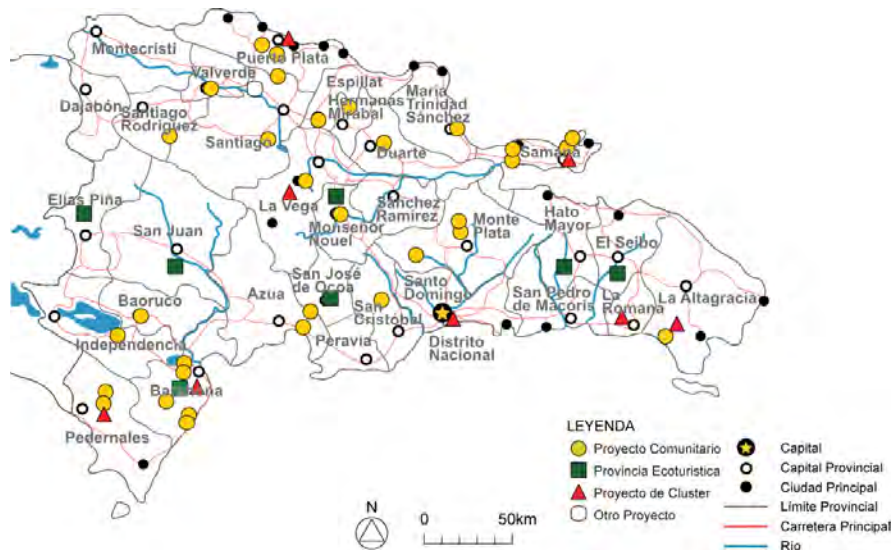 Montecristi
Puerto Plata
Valverde
Espillat
María
Trinidad
Sánchez
Hermanas
Mirabal
Dajabón
Santiago
Rodríguez
Santiago
Duarte
Samaná
Elías Piña
La Vega
Sánchez
Ramírez
San Juan
Monseñor
Nouel
Monte
Plata
Hato
Mayor
El Seibo
San José
de Ocoa
Santo
Domingo
Baoruco
Azua
San
Cristóbal
San Pedro
de Macorís
La
Romana
La Altagracia
Independencia
Peravia
Distrito
Nacional
Barahona
Pedernales
LEYENDA
Proyecto Comunitario
Provincia Ecoturistica
Proyecto de Cluster
Otro Proyecto
Capital
Capital Provincial
Ciudad Principal
Límite Provincial
Carretera Principal
Río
N
0 50km